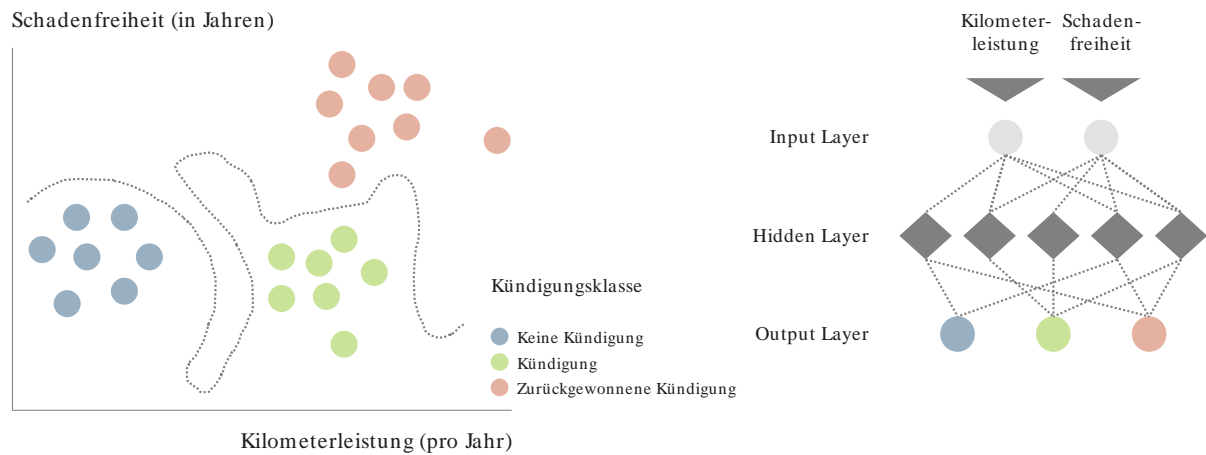 Schadenfreiheit (in Jahren)
Kündigungsklasse
Keine Kündigung
Kündigung
Zurückgewonnene Kündigung
Kilometerleistung (pro Jahr)
Kilometer-
leistung
Schaden-
freiheit
Input Layer
Hidden Layer
Output Layer